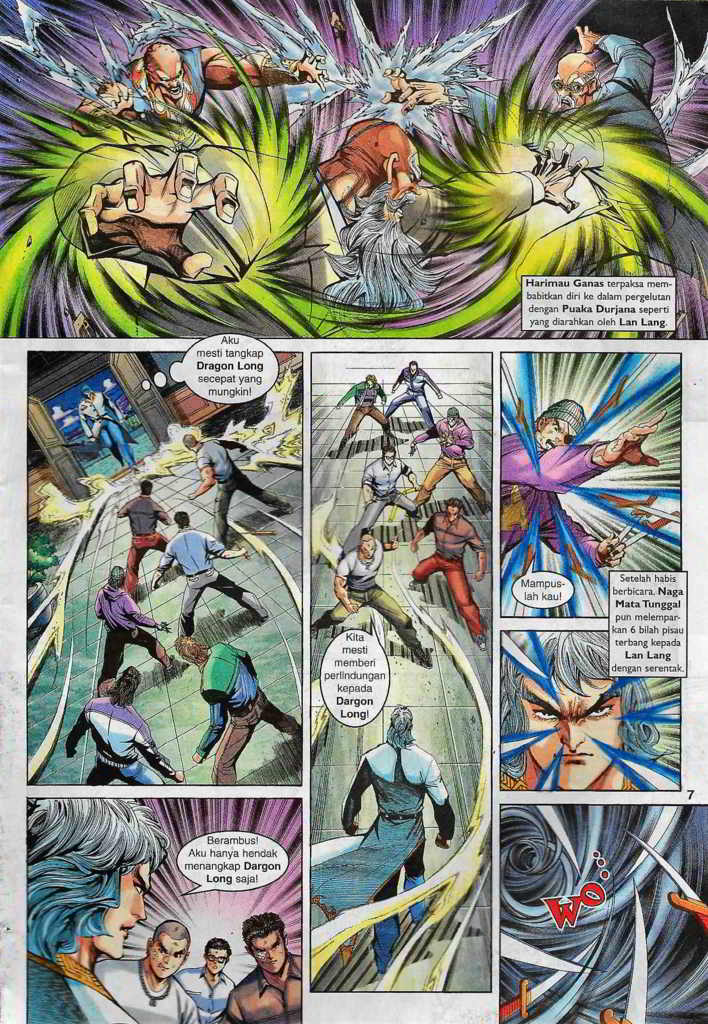 Harimau Ganas terpaksa mem-
babitkan diri ke dalam pergelutan
dengan Puaka Durjana seperti
yang diarahkan oleh Lan Lang.
Aku
mesti tangkap
Dragon Long
secepat yang
mungkin!
Kita
mesti
memberi
perlindungan
kepada
Dargon
Long!
Mampus-
lah kau!
Setelah habis
berbicara, Naga
Mata Tunggal
pun melempar-
kan 6 bilah pisau
terbang kepada
Lan Lang
dengan serentak.
7
Berambus!
Aku hanya hendak
menangkap Dargon
Long saja!
WO...